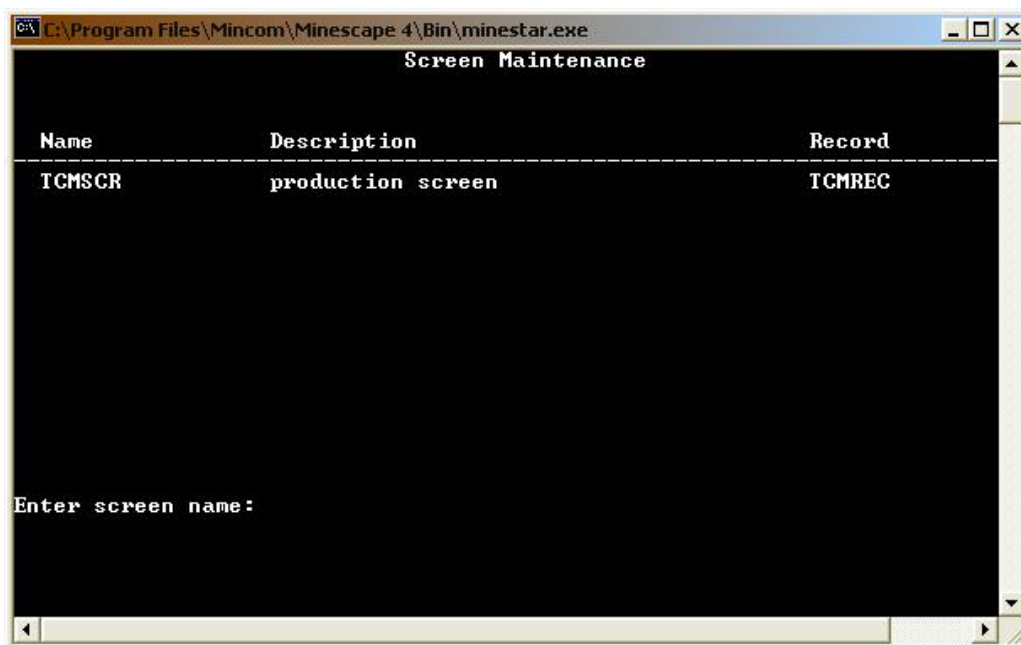 C:\Program Files\Mincom\Minescape 4\Bin\minestar.exe
Screen Maintenance
Name Description Record
TCMSCR production screen TCMREC
Enter screen name: